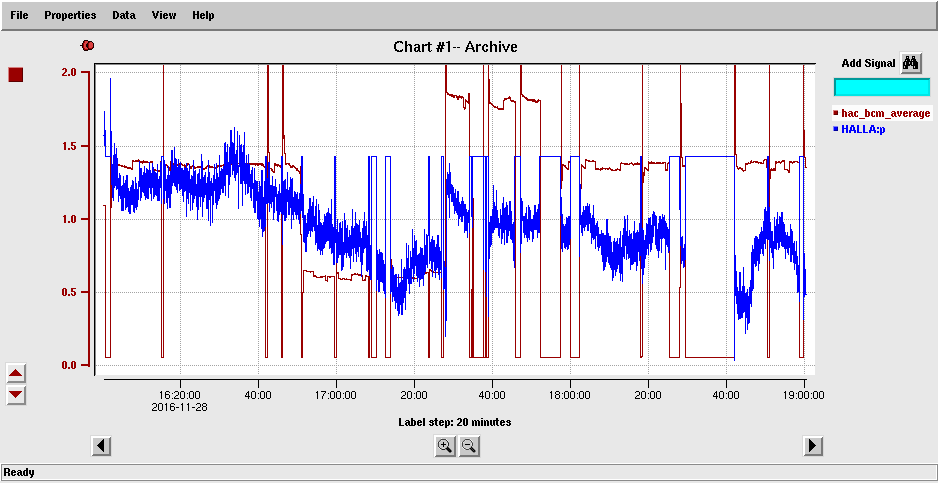 File Properties Data View Help
Chart #1-- Archive
Add Signal
hac_bcm_average
HALLA:p
2.0
1.5
1.0
0.5
0.0
16:20:00 40:00 17:00:00 20:00 40:00 18:00:00 20:00 40:00 19:00:00
2016-11-28
Label step: 20 minutes
Ready